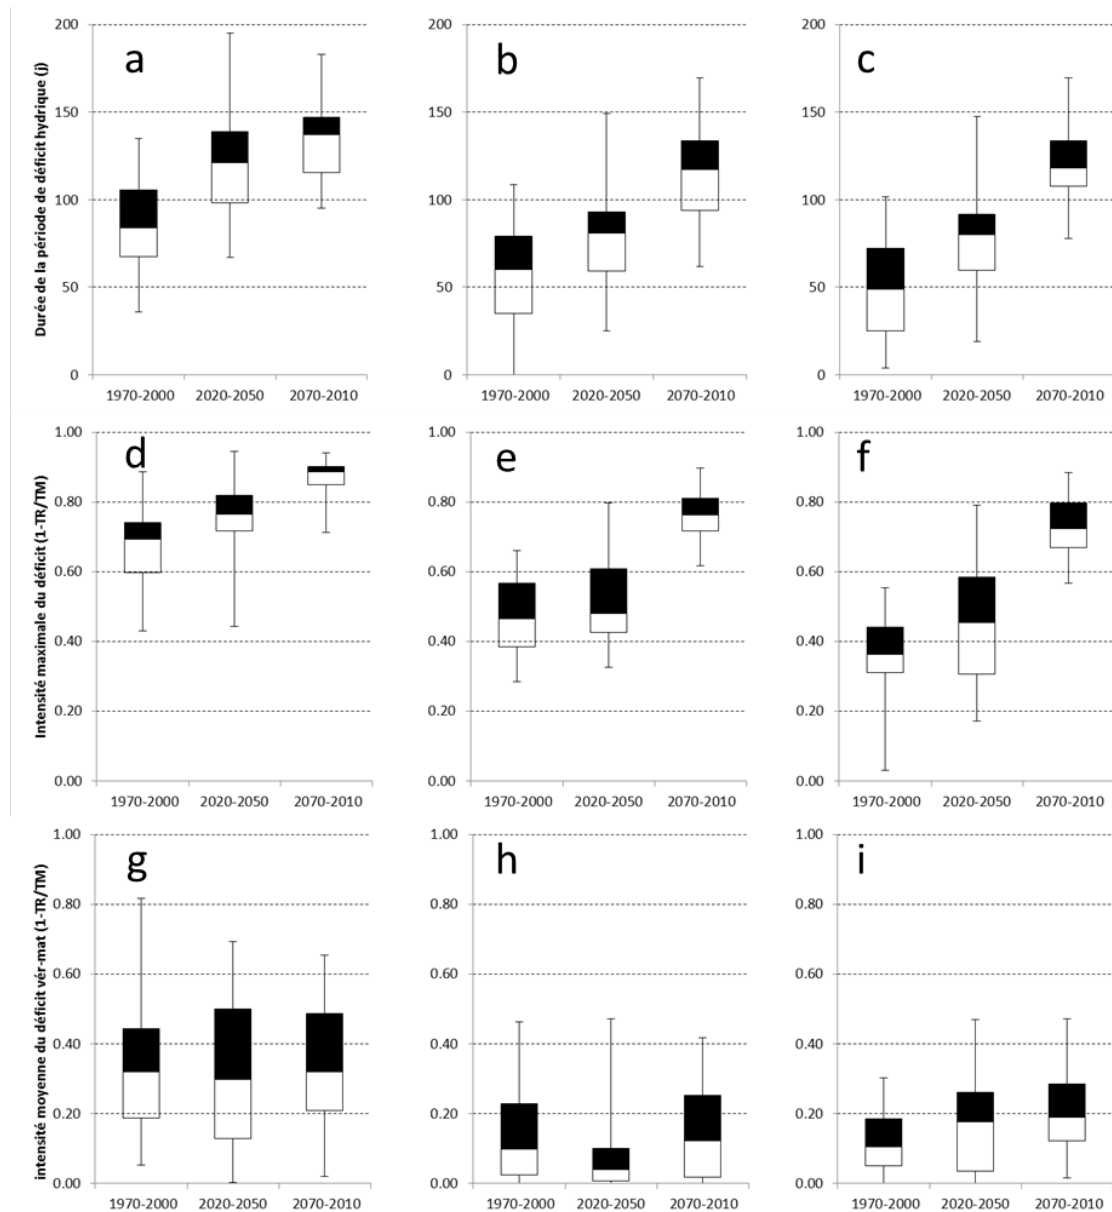 Durée de la période de déficit hydrique (j)
200
150
100
50
0
a
1970-2000 2020-2050 2070-2010
200
150
100
50
0
b
1970-2000 2020-2050 2070-2010
200
150
100
50
0
c
1970-2000 2020-2050 2070-2010
Intensité maximale du déficit (1-TR/TM)
1.00
0.80
0.60
0.40
0.20
0.00
d
1970-2000 2020-2050 2070-2010
1.00
0.80
0.60
0.40
0.20
0.00
e
1970-2000 2020-2050 2070-2010
1.00
0.80
0.60
0.40
0.20
0.00
f
1970-2000 2020-2050 2070-2010
intensité moyenne du déficit vér-mat (1-TR/TM)
1.00
0.80
0.60
0.40
0.20
0.00
g
1970-2000 2020-2050 2070-2010
1.00
0.80
0.60
0.40
0.20
0.00
h
1970-2000 2020-2050 2070-2010
1.00
0.80
0.60
0.40
0.20
0.00
i
1970-2000 2020-2050 2070-2010